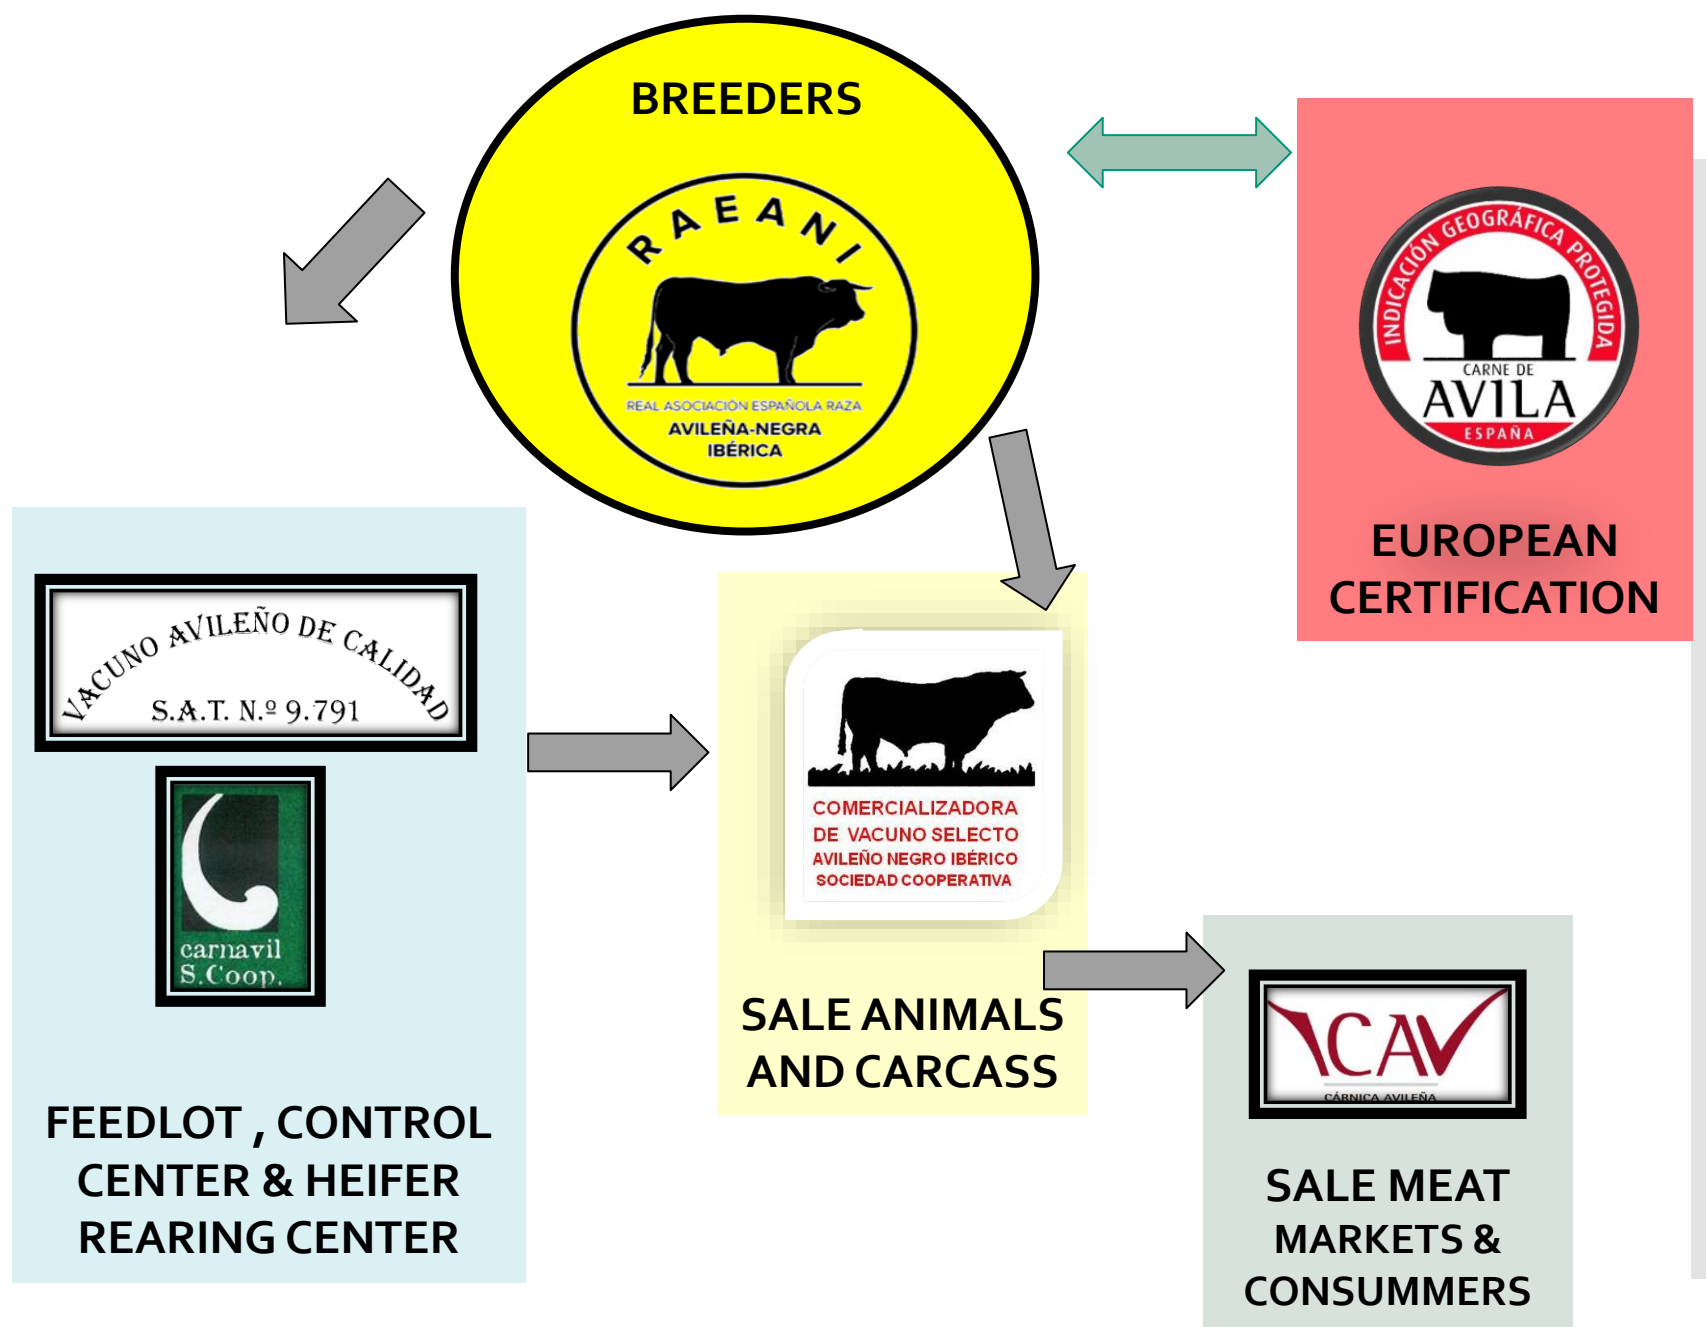 BREEDERS
RAEANI
REAL ASOCIACIÓN ESPAÑOLA RAZA
AVILEÑA-NEGRA
IBÉRICA
INDICACIÓN GEOGRÁFICA PROTEGIDA
CARNE DE
AVILA
ESPAÑA
EUROPEAN
CERTIFICATION
VACUNO AVILEÑO DE CALIDAD
S.A.T. N.º 9.791
carnavil
S.Coop.
FEEDLOT , CONTROL
CENTER & HEIFER
REARING CENTER
COMERCIALIZADORA
DE VACUNO SELECTO
AVILEÑO NEGRO IBÉRICO
SOCIEDAD COOPERATIVA
SALE ANIMALS
AND CARCASS
ICAV
CÁRNICA AVILEÑA
SALE MEAT
MARKETS &
CONSUMMERS